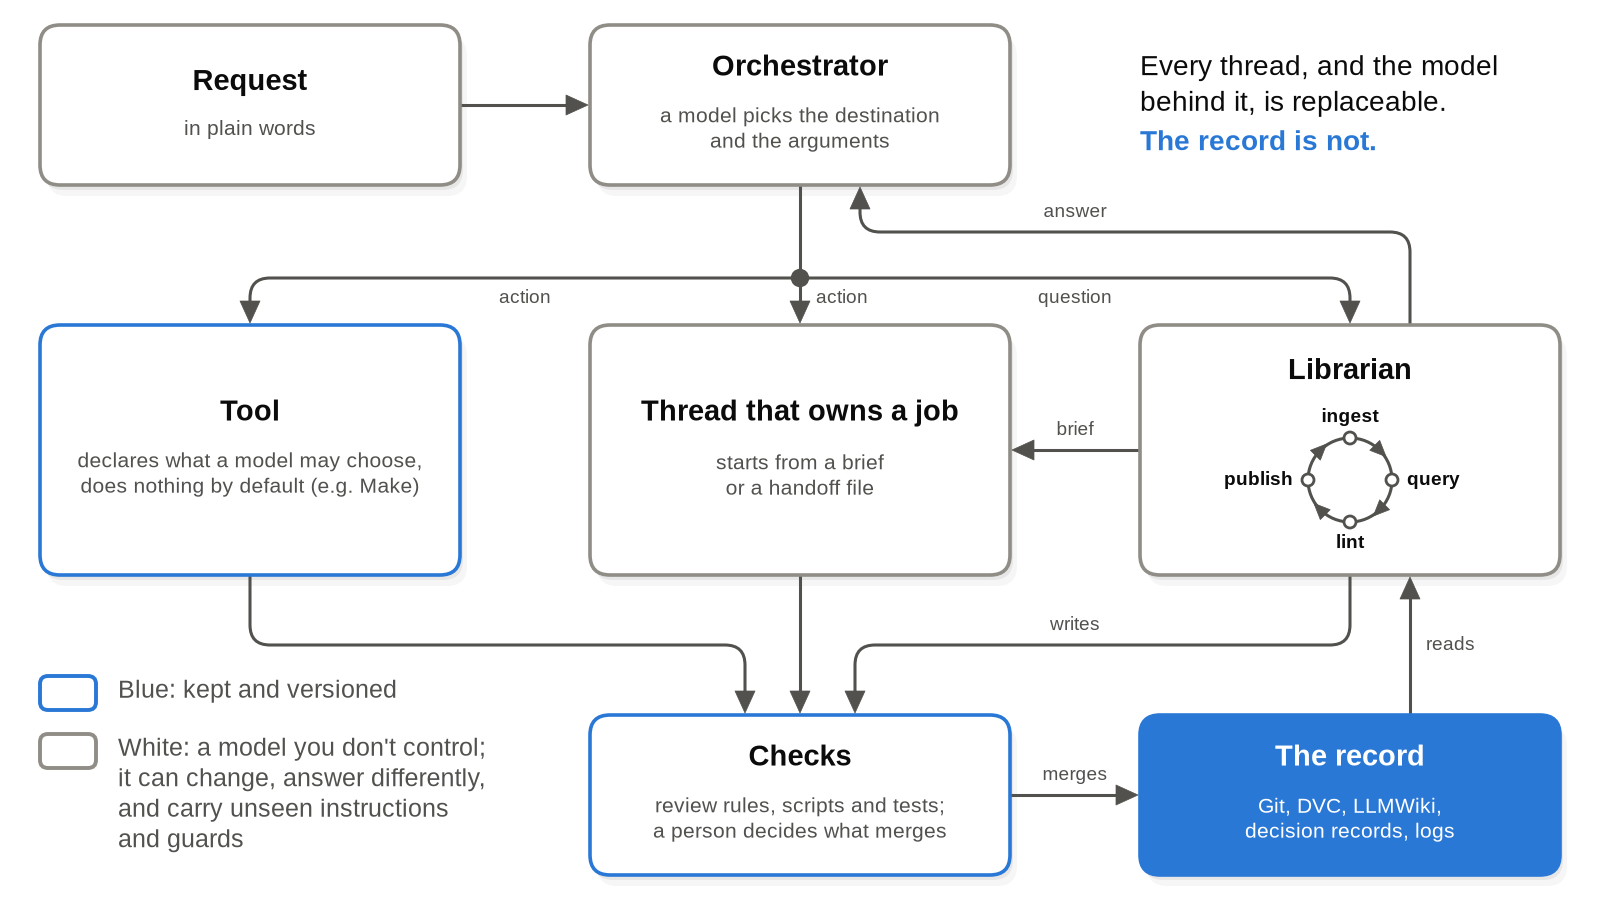 Request
in plain words
Orchestrator
a model picks the destination
and the arguments
Every thread, and the model
behind it, is replaceable.
The record is not.
answer
action
action
question
Tool
declares what a model may choose,
does nothing by default (e.g. Make)
Thread that owns a job
starts from a brief
or a handoff file
brief
Librarian
ingest
publish
query
lint
writes
reads
Blue: kept and versioned
White: a model you don't control;
it can change, answer differently,
and carry unseen instructions
and guards
Checks
review rules, scripts and tests;
a person decides what merges
merges
The record
Git, DVC, LLMWiki,
decision records, logs